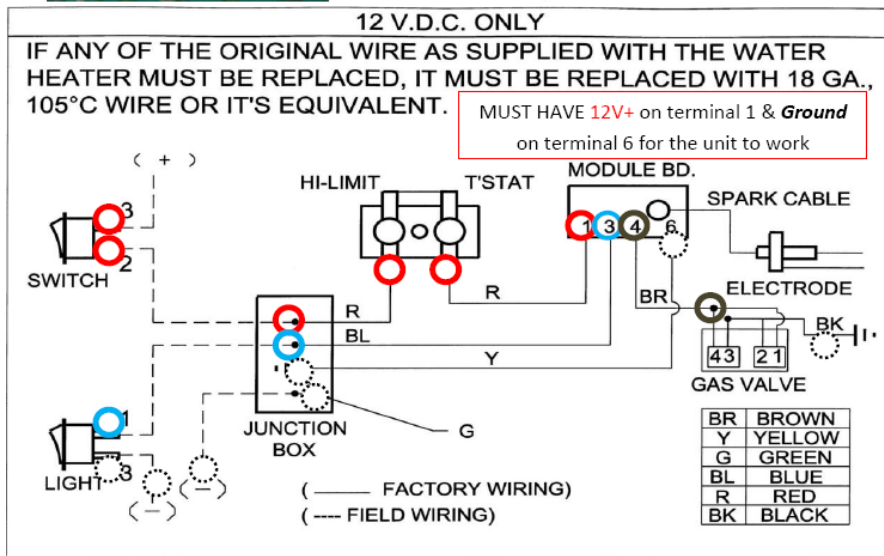 12 V.D.C. ONLY
IF ANY OF THE ORIGINAL WIRE AS SUPPLIED WITH THE WATER
HEATER MUST BE REPLACED, IT MUST BE REPLACED WITH 18 GA.,
105°C WIRE OR IT'S EQUIVALENT.
MUST HAVE 12V+ on terminal 1 & Ground
on terminal 6 for the unit to work
( + )
HI-LIMIT
T'STAT
MODULE BD.
SPARK CABLE
3
2
SWITCH
1 3 4 6
ELECTRODE
R
BR
R
BL
Y
BK
4 3 2 1
GAS VALVE
JUNCTION
BOX
G
1
3
LIGHT
(-)
(-)
( —— FACTORY WIRING)
( ---- FIELD WIRING)
BR BROWN
Y YELLOW
G GREEN
BL BLUE
R RED
BK BLACK